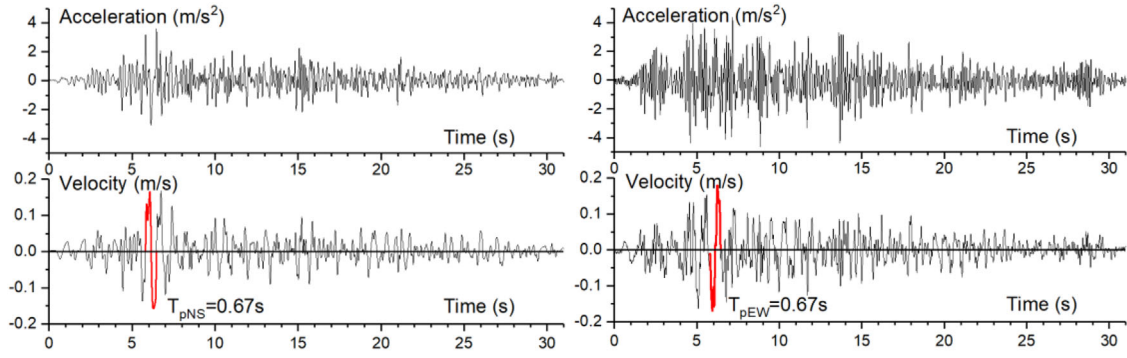 Acceleration (m/s²)
4
2
0
-2
-4
Time (s)
0 5 10 15 20 25 30
Velocity (m/s)
0.2
0.1
0.0
-0.1
-0.2
TpNS=0.67s
Time (s)
0 5 10 15 20 25 30
Acceleration (m/s²)
4
2
0
-2
-4
Time (s)
0 5 10 15 20 25 30
Velocity (m/s)
0.2
0.1
0.0
-0.1
-0.2
TpEW=0.67s
Time (s)
0 5 10 15 20 25 30